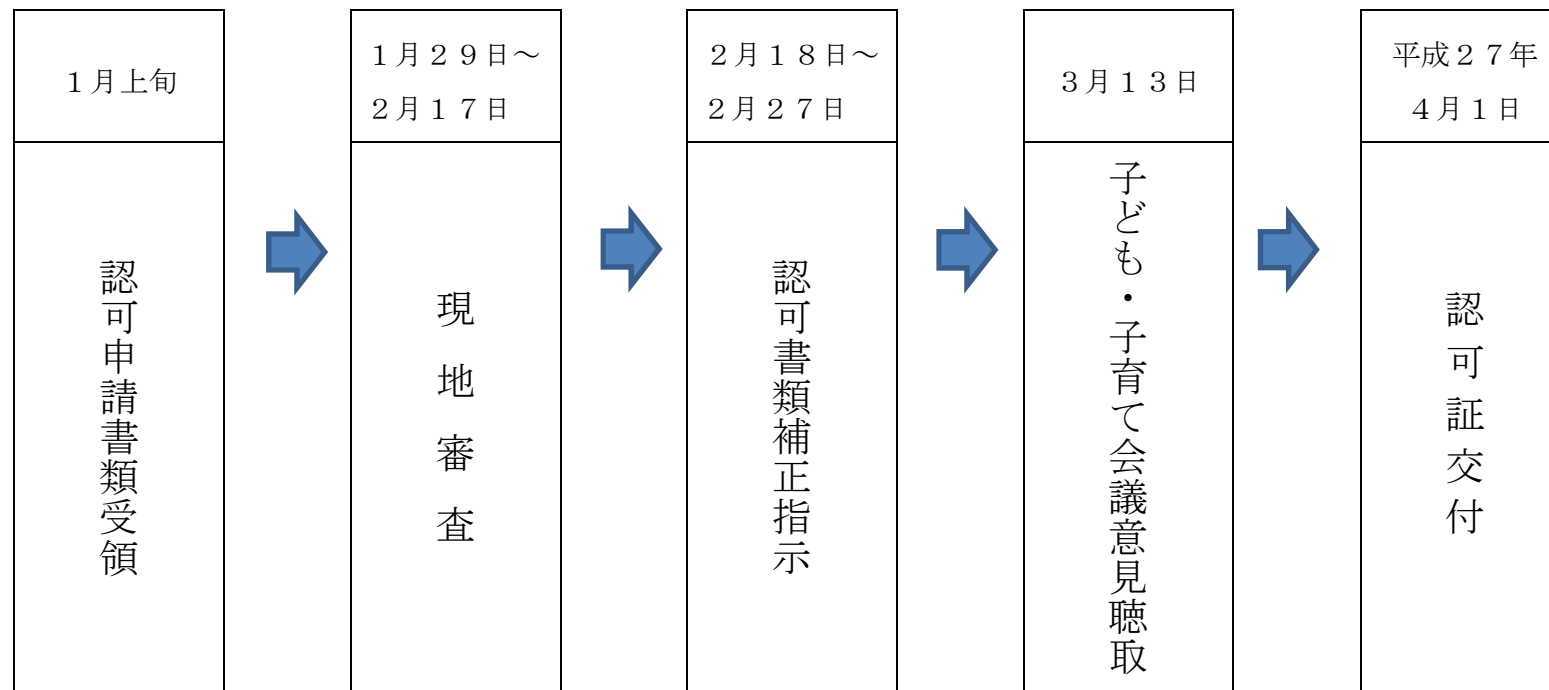 １月上旬
認可申請書類受領
１月２９日～
２月１７日
現地審査
２月１８日～
２月２７日
認可書類補正指示
３月１３日
子ども・子育て会議意見聴取
平成２７年
４月１日
認可証交付